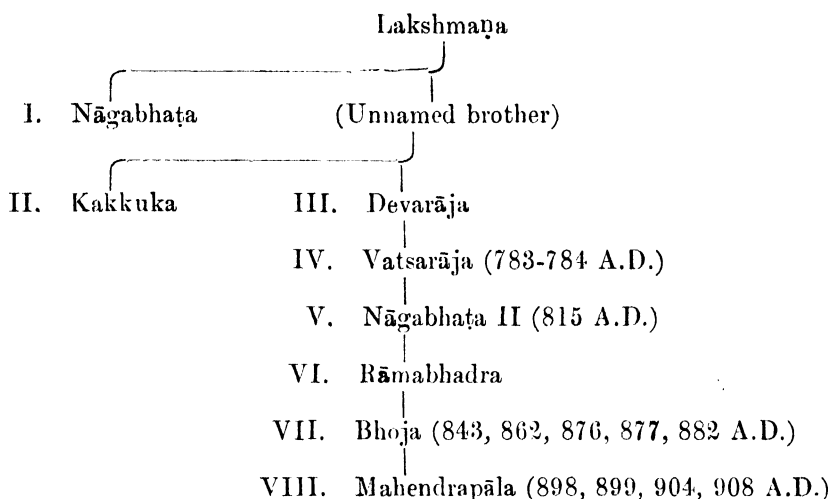 Lakshmaṇa
I. Nāgabhaṭa (Unnamed brother)
II. Kakkuka III. Devarāja
IV. Vatsarāja (783-784 A.D.)
V. Nāgabhaṭa II (815 A.D.)
VI. Rāmabhadra
VII. Bhoja (843, 862, 876, 877, 882 A.D.)
VIII. Mahendrapāla (898, 899, 904, 908 A.D.)